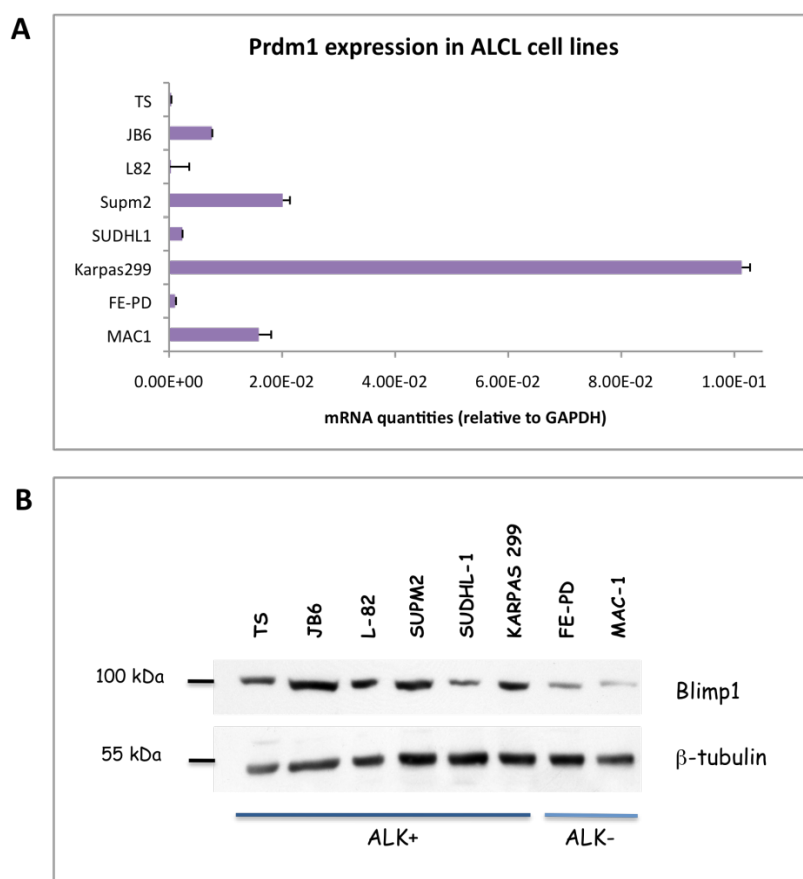 A
Prdm1 expression in ALCL cell lines
TS
JB6
L82
Supm2
SUDHL1
Karpas299
FE-PD
MAC1
0.00E+00 2.00E-02 4.00E-02 6.00E-02 8.00E-02 1.00E-01
mRNA quantities (relative to GAPDH)
B
TS JB6 L-82 SUPM2 SUDHL-1 KARPAS 299 FE-PD MAC-1
100 kDa Blimp1
55 kDa β-tubulin
ALK+ ALK-